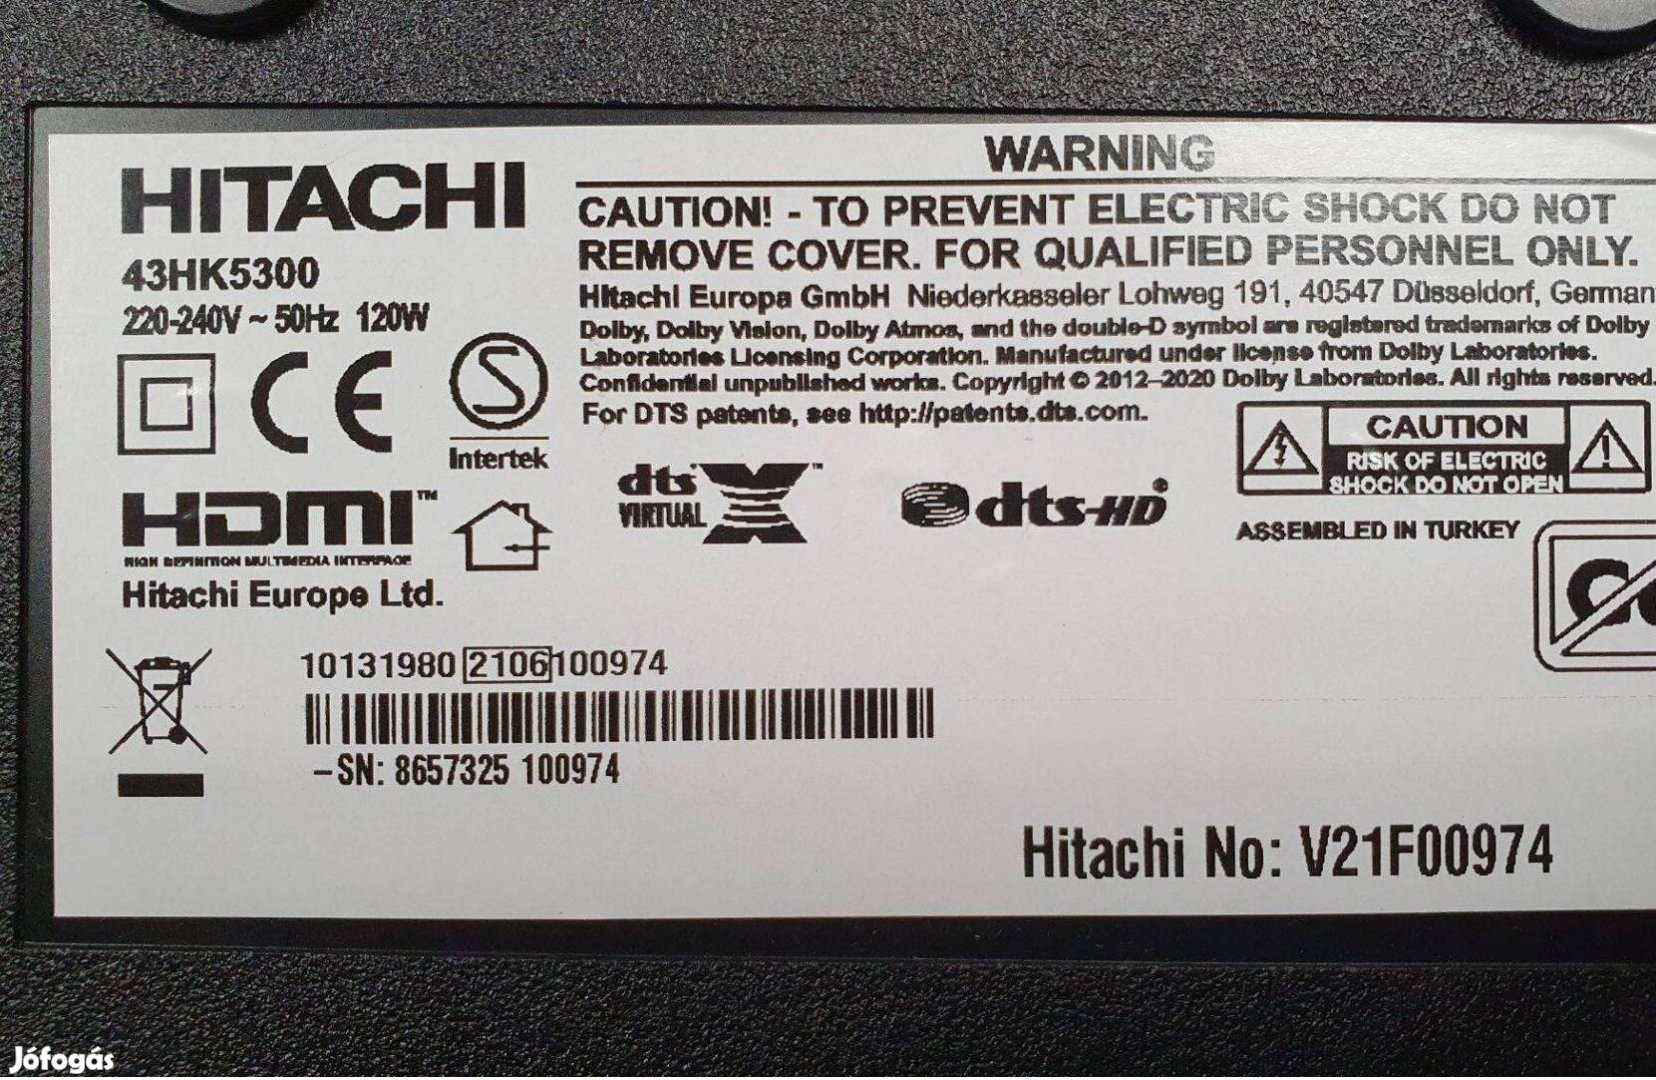 HITACHI
43HK5300
220-240V ~ 50Hz 120W
Intertek
HDMI™
HIGH DEFINITION MULTIMEDIA INTERFACE
Hitachi Europe Ltd.
WARNING
CAUTION! - TO PREVENT ELECTRIC SHOCK DO NOT
REMOVE COVER. FOR QUALIFIED PERSONNEL ONLY.
Hitachi Europa GmbH Niederkasseler Lohweg 191, 40547 Düsseldorf, German
Dolby, Dolby Vision, Dolby Atmos, and the double-D symbol are registered trademarks of Dolby
Laboratories Licensing Corporation. Manufactured under license from Dolby Laboratories.
Confidential unpublished works. Copyright © 2012–2020 Dolby Laboratories. All rights reserved.
For DTS patents, see http://patents.dts.com.
dts X™
VIRTUAL
dts-HD®
CAUTION
RISK OF ELECTRIC
SHOCK DO NOT OPEN
ASSEMBLED IN TURKEY
10131980 2106 100974
–SN: 8657325 100974
Hitachi No: V21F00974
Jófogás